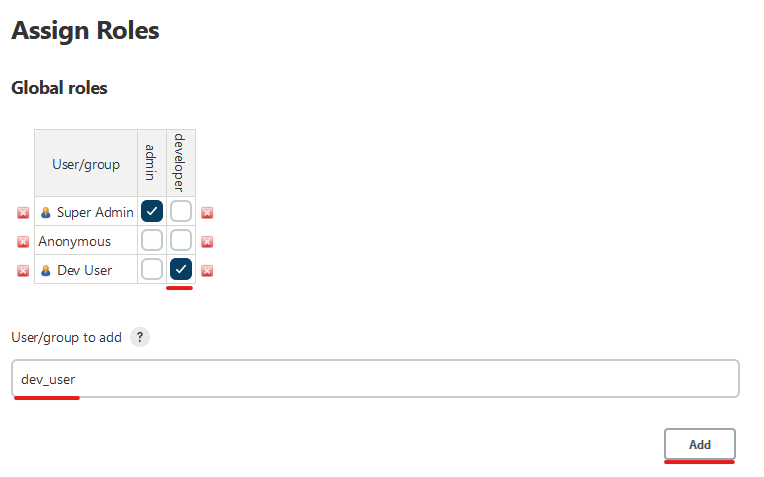 Assign Roles
Global roles
User/group admin developer
Super Admin
Anonymous
Dev User
User/group to add ?
dev_user
Add